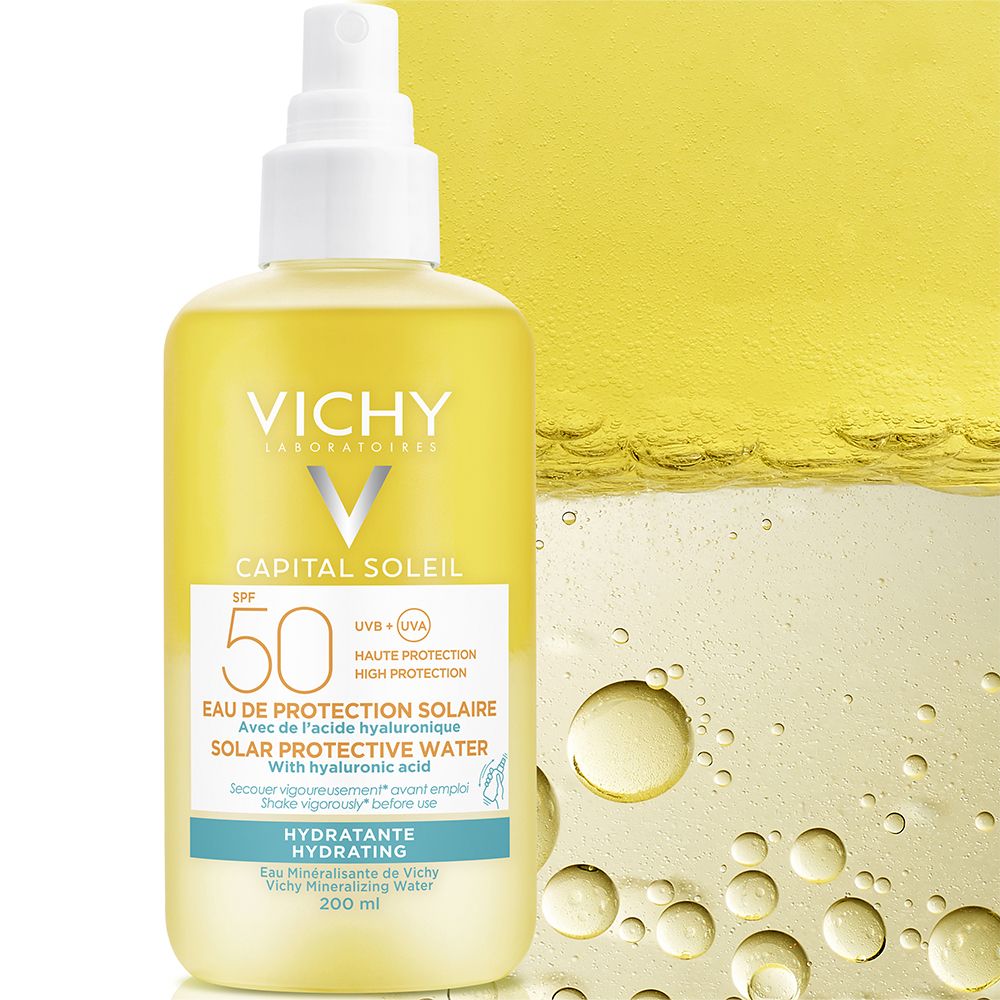 VICHY
LABORATOIRES
V
CAPITAL SOLEIL
SPF
50
UVB + UVA
HAUTE PROTECTION
HIGH PROTECTION
EAU DE PROTECTION SOLAIRE
Avec de l'acide hyaluronique
SOLAR PROTECTIVE WATER
With hyaluronic acid
Secouer vigoureusement* avant emploi
Shake vigorously* before use
HYDRATANTE
HYDRATING
Eau Minéralisante de Vichy
Vichy Mineralizing Water
200 ml